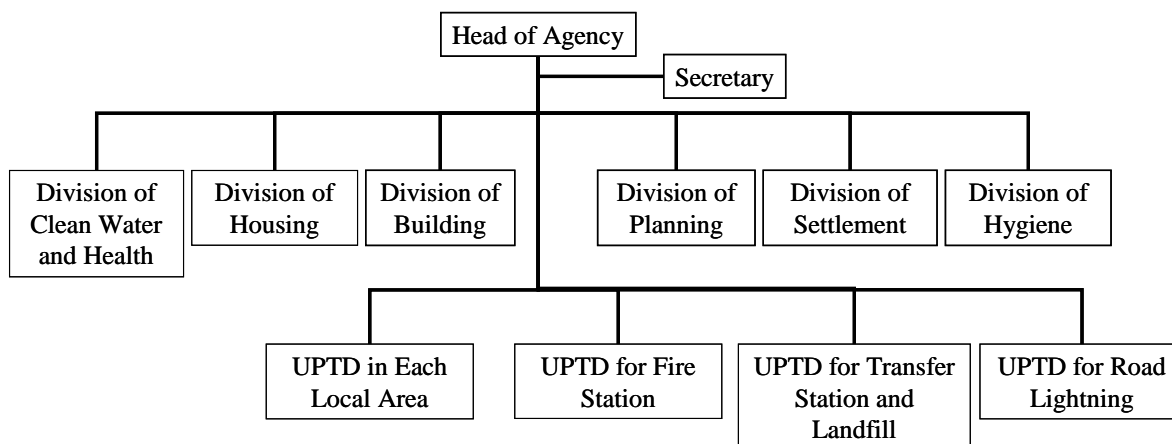 Head of Agency
Secretary
Division of
Clean Water
and Health
Division of
Housing
Division of
Building
Division of
Planning
Division of
Settlement
Division of
Hygiene
UPTD in Each
Local Area
UPTD for Fire
Station
UPTD for Transfer
Station and
Landfill
UPTD for Road
Lightning